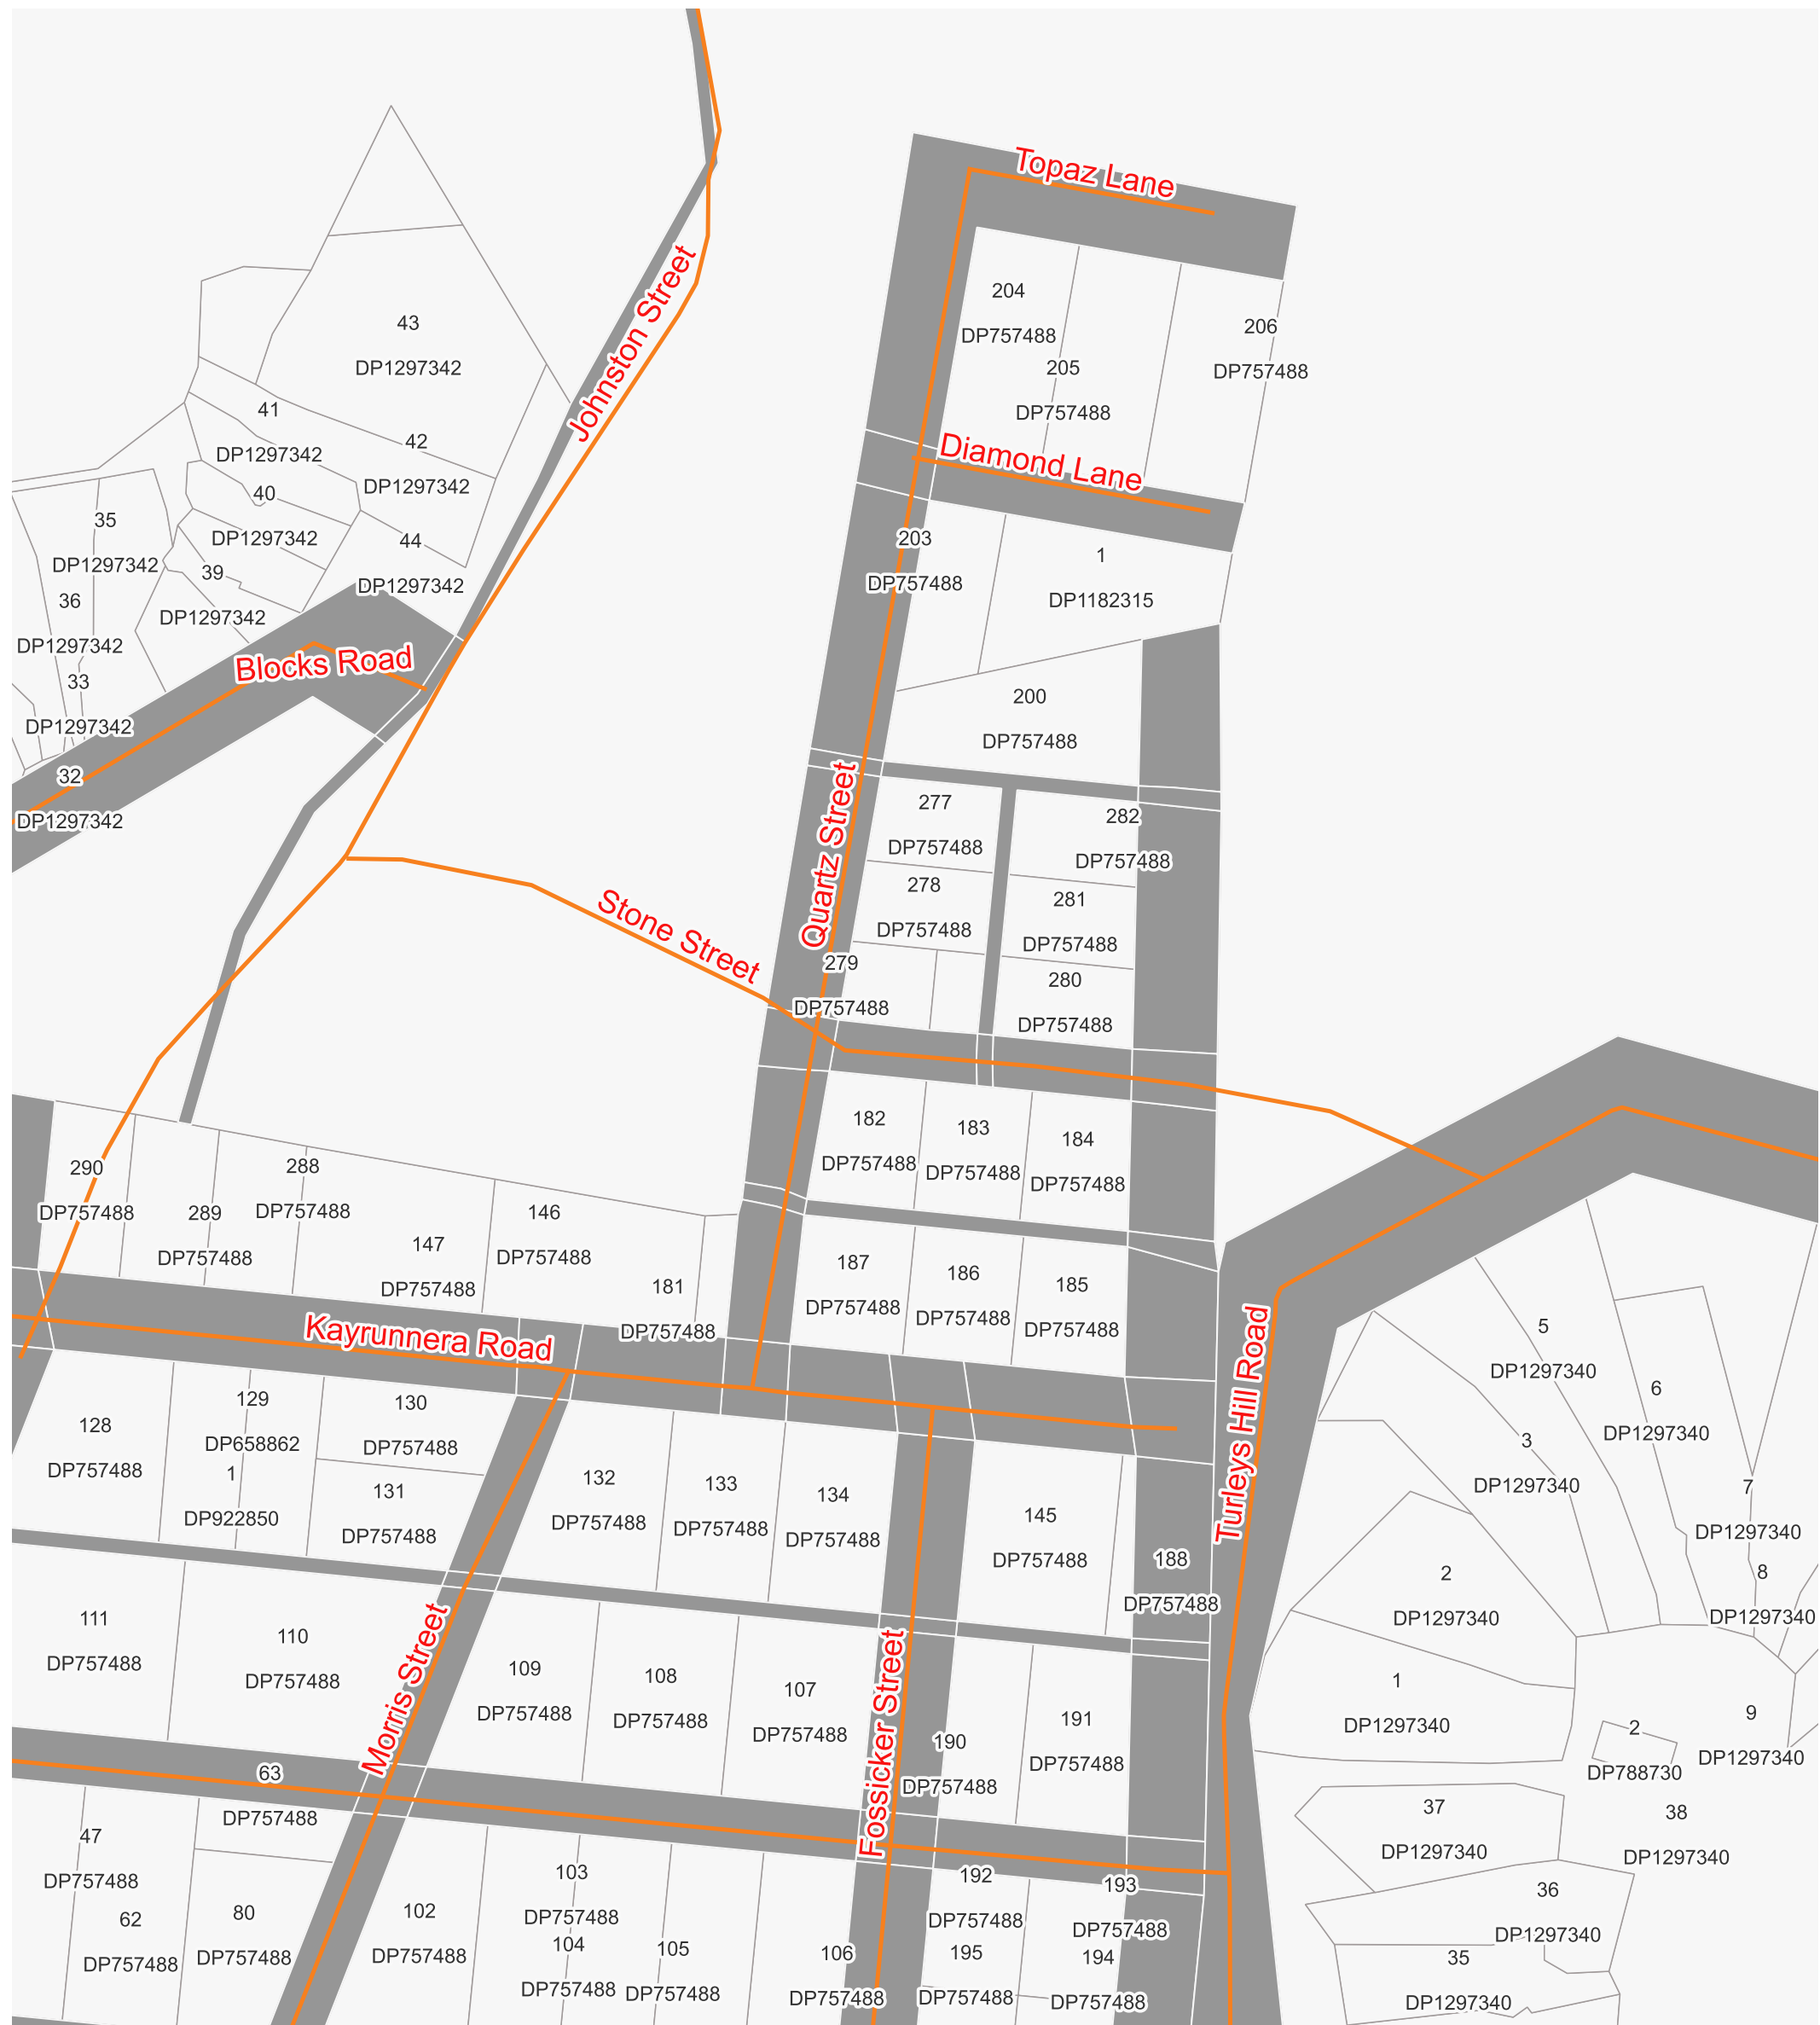 Topaz Lane
Johnston Street
204
DP757488
205
DP757488
206
DP757488
43
DP1297342
41
DP1297342
42
DP1297342
Diamond Lane
40
DP1297342
35
DP1297342
44
DP1297342
39
DP1297342
36
DP1297342
203
DP757488
1
DP1182315
Blocks Road
33
DP1297342
200
DP757488
32
DP1297342
Quartz Street
277
DP757488
282
DP757488
278
DP757488
281
DP757488
Stone Street
279
DP757488
280
DP757488
182
DP757488
183
DP757488
184
DP757488
290
DP757488
289
DP757488
288
DP757488
147
DP757488
146
DP757488
181
DP757488
187
DP757488
186
DP757488
185
DP757488
Kayrunnera Road
Turleys Hill Road
5
DP1297340
6
DP1297340
3
DP1297340
7
DP1297340
8
DP1297340
2
DP1297340
1
DP1297340
9
DP1297340
2
DP788730
128
DP757488
129
DP658862
1
DP922850
130
DP757488
131
DP757488
132
DP757488
133
DP757488
134
DP757488
145
DP757488
188
DP757488
111
DP757488
110
DP757488
Morris Street
109
DP757488
108
DP757488
107
DP757488
Fossicker Street
190
DP757488
191
DP757488
63
DP757488
47
DP757488
62
DP757488
80
DP757488
102
DP757488
103
DP757488
104
DP757488
105
DP757488
106
DP757488
192
DP757488
193
DP757488
195
DP757488
194
DP757488
37
DP1297340
38
DP1297340
36
DP1297340
35
DP1297340